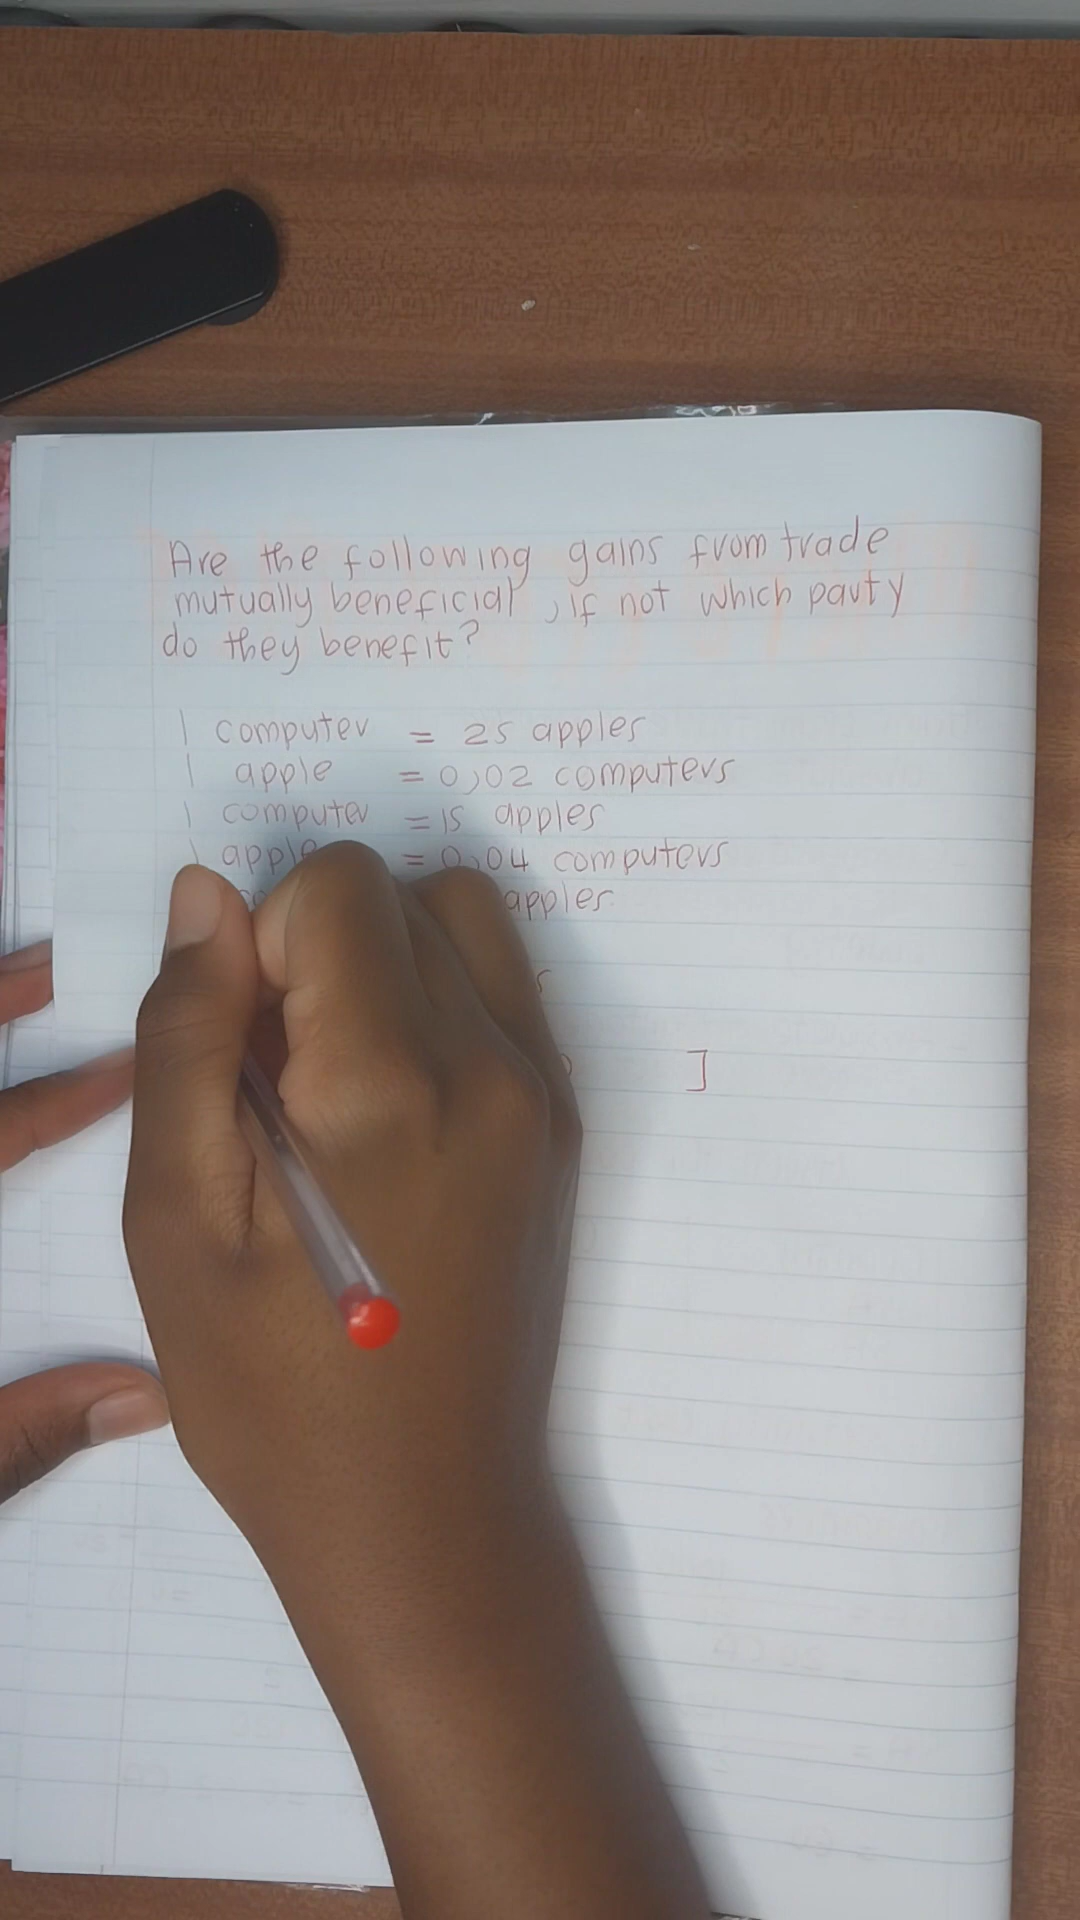 Are the following gains from trade
mutually beneficial, if not which party
do they benefit?
1 computer = 25 apples
1 apple = 0,02 computers
1 computer = 15 apples
1 apple = 0,04 computers
apples
]